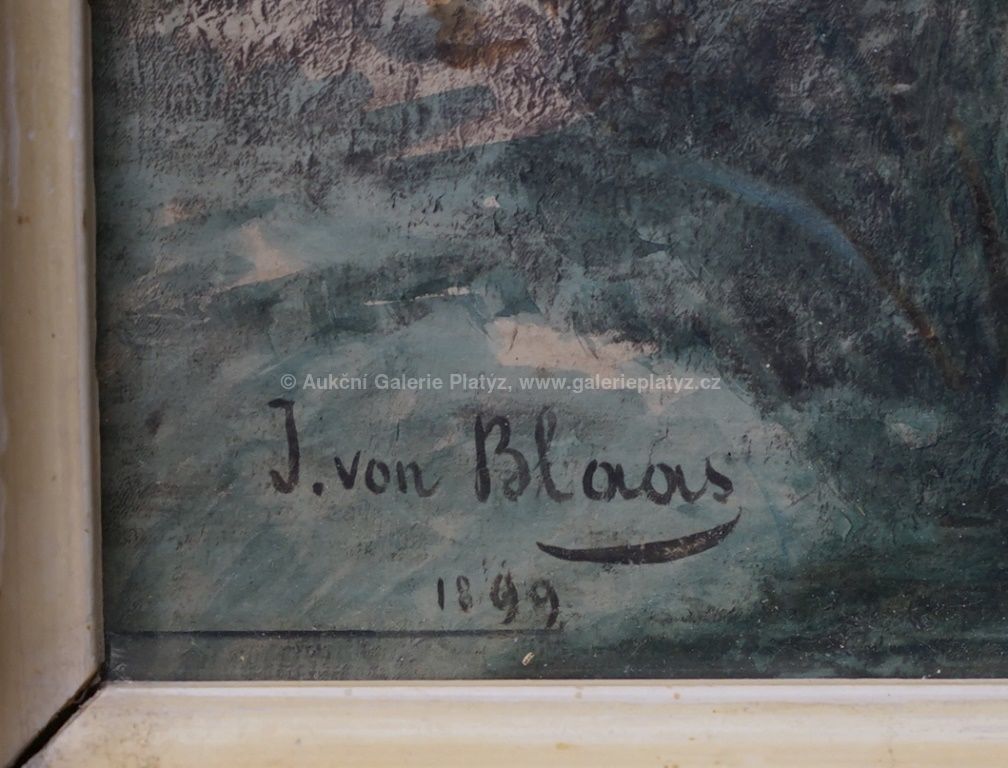 © Aukční Galerie Platýz, www.galerieplatyz.cz
J. von Blaas
1899